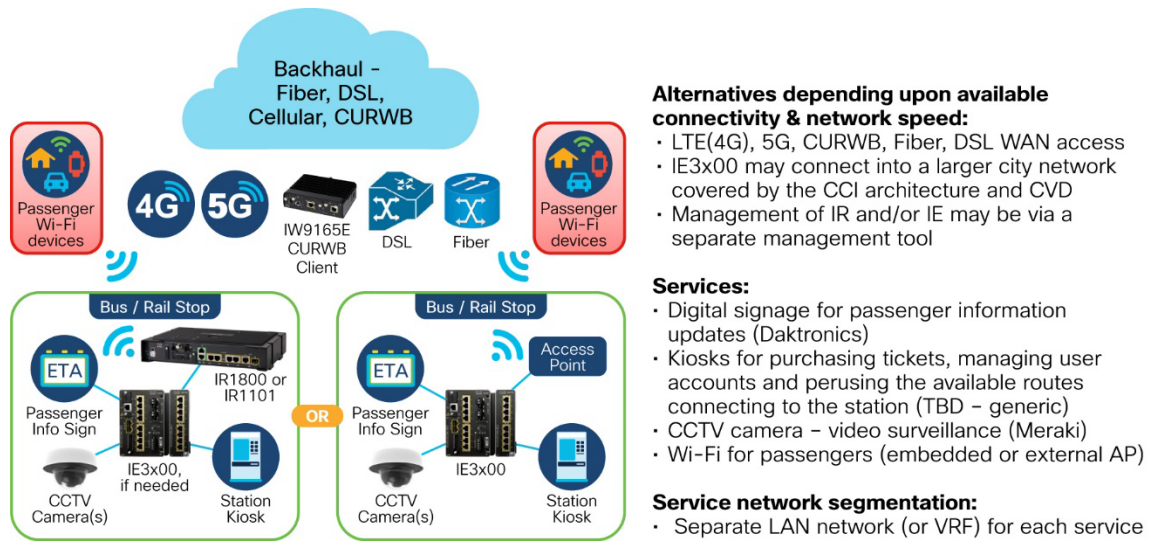 Backhaul -
Fiber, DSL,
Cellular, CURWB
Passenger
Wi-Fi
devices
4G
5G
IW9165E
CURWB
Client
DSL
Fiber
Passenger
Wi-Fi
devices
Bus / Rail Stop
ETA
Passenger
Info Sign
IR1800 or
IR1101
IE3x00,
if needed
CCTV
Camera(s)
Station
Kiosk
OR
Bus / Rail Stop
ETA
Passenger
Info Sign
Access
Point
IE3x00
CCTV
Camera(s)
Station
Kiosk
Alternatives depending upon available
connectivity & network speed:
· LTE(4G), 5G, CURWB, Fiber, DSL WAN access
· IE3x00 may connect into a larger city network
covered by the CCI architecture and CVD
· Management of IR and/or IE may be via a
separate management tool
Services:
· Digital signage for passenger information
updates (Daktronics)
· Kiosks for purchasing tickets, managing user
accounts and perusing the available routes
connecting to the station (TBD – generic)
· CCTV camera – video surveillance (Meraki)
· Wi-Fi for passengers (embedded or external AP)
Service network segmentation:
· Separate LAN network (or VRF) for each service